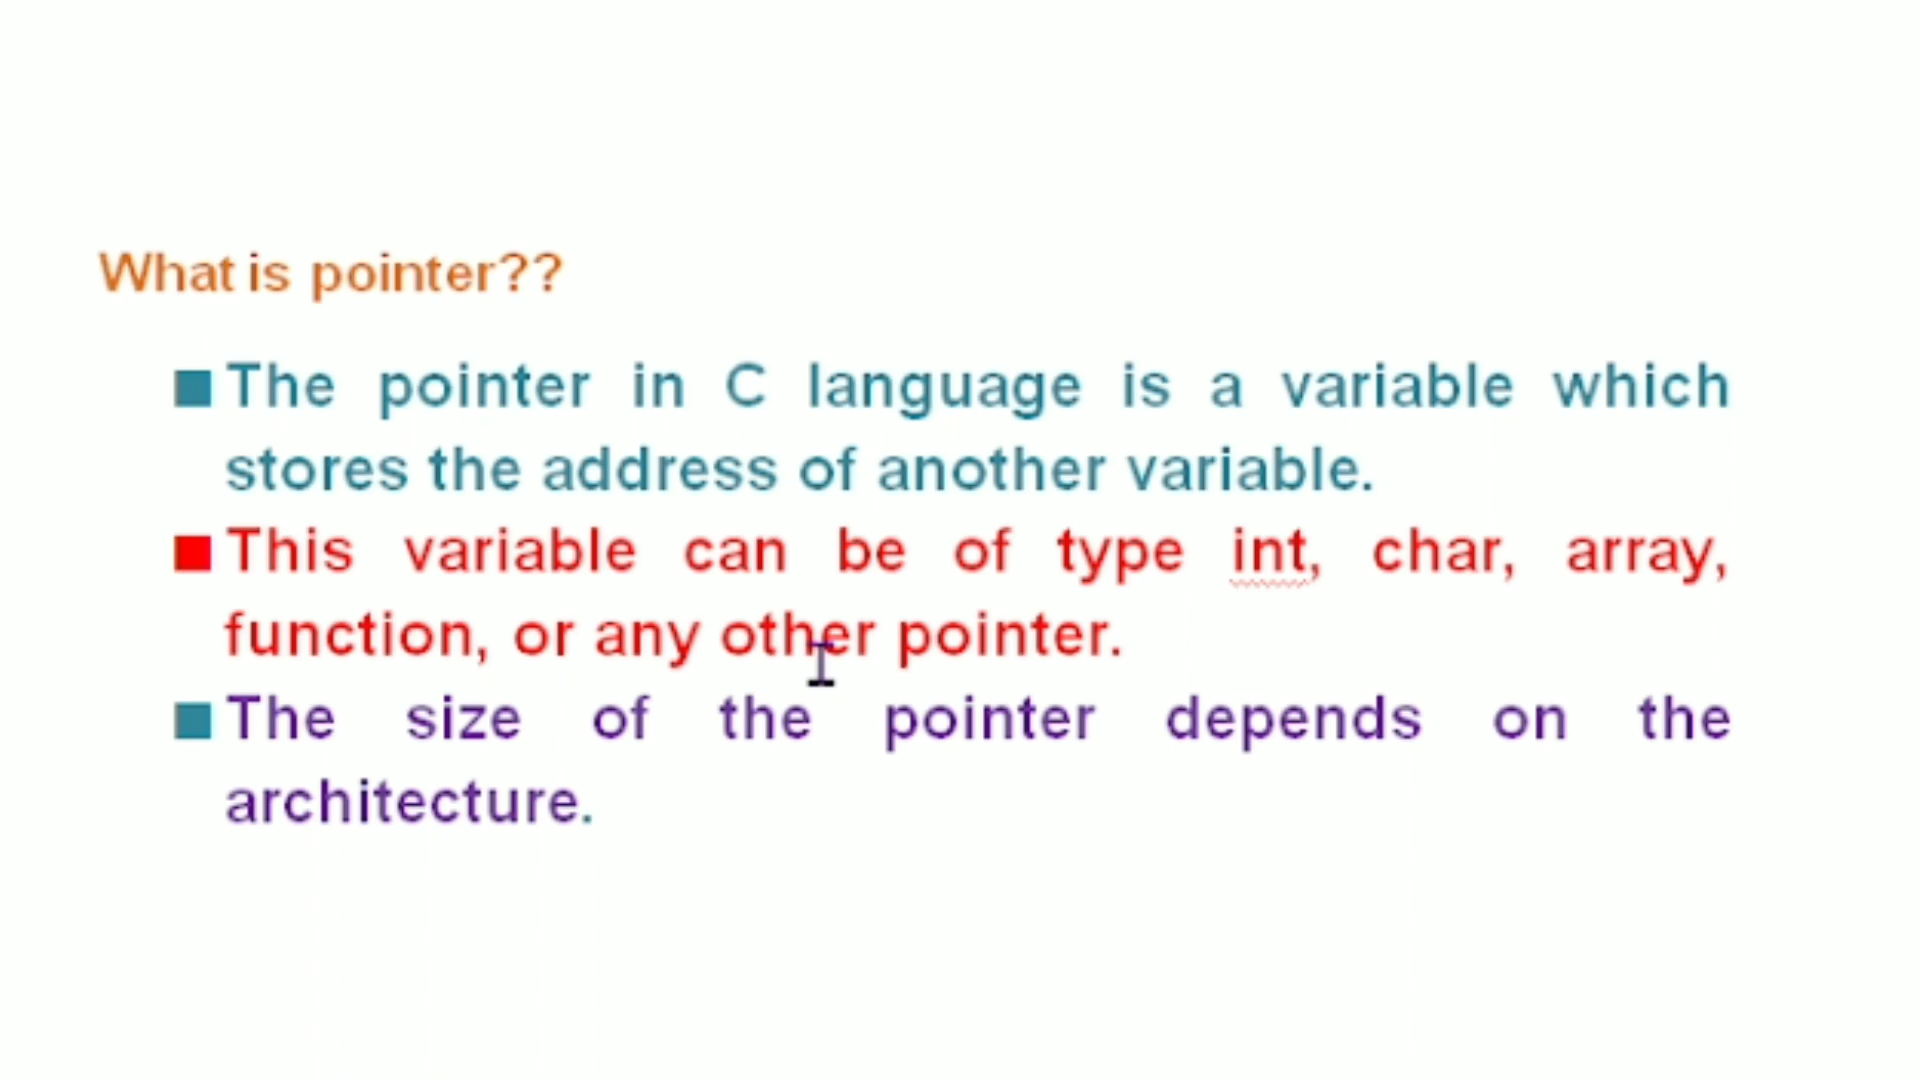 What is pointer??
The pointer in C language is a variable which
stores the address of another variable.
This variable can be of type int, char, array,
function, or any other pointer.
The size of the pointer depends on the
architecture.